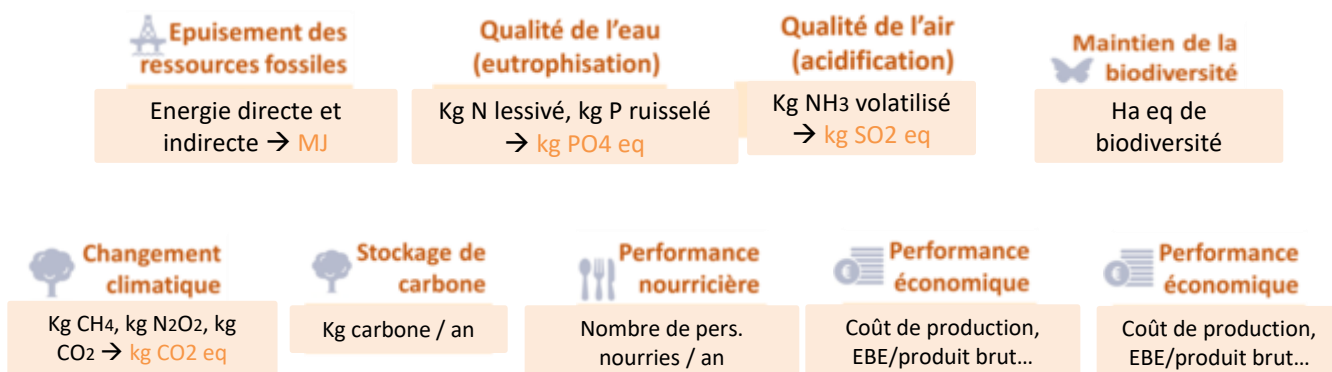 Epuisement des
ressources fossiles
Energie directe et
indirecte → MJ
Qualité de l'eau
(eutrophisation)
Kg N lessivé, kg P ruisselé
→ kg PO4 eq
Qualité de l'air
(acidification)
Kg NH3 volatilisé
→ kg SO2 eq
Maintien de la
biodiversité
Ha eq de
biodiversité
Changement
climatique
Kg CH4, kg N2O2, kg
CO2 → kg CO2 eq
Stockage de
carbone
Kg carbone / an
Performance
nourricière
Nombre de pers.
nourries / an
Performance
économique
Coût de production,
EBE/produit brut...
Performance
économique
Coût de production,
EBE/produit brut...